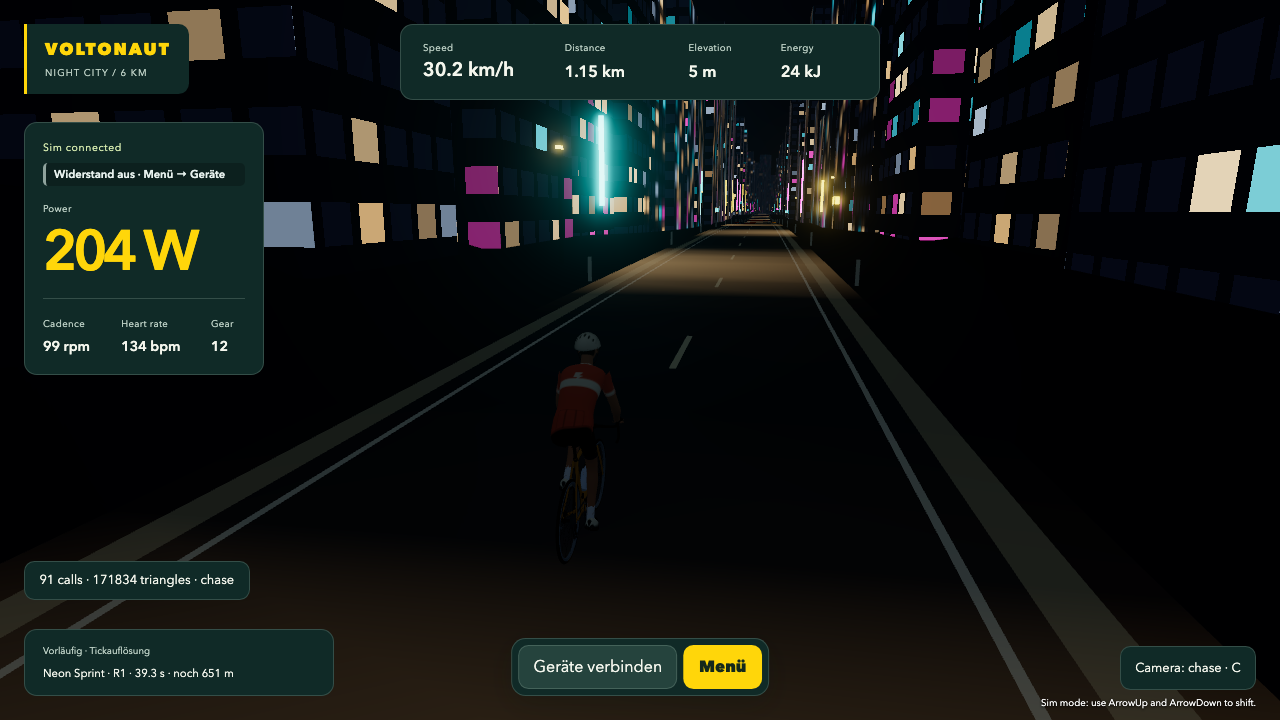 VOLTONAUT
NIGHT CITY / 6 KM
Speed Distance Elevation Energy
30.2 km/h 1.15 km 5 m 24 kJ
Sim connected
Widerstand aus · Menü → Geräte
Power
204 W
Cadence Heart rate Gear
99 rpm 134 bpm 12
91 calls · 171834 triangles · chase
Vorläufig · Tickauflösung
Neon Sprint · R1 · 39.3 s · noch 651 m
Geräte verbinden Menü
Camera: chase · C
Sim mode: use ArrowUp and ArrowDown to shift.